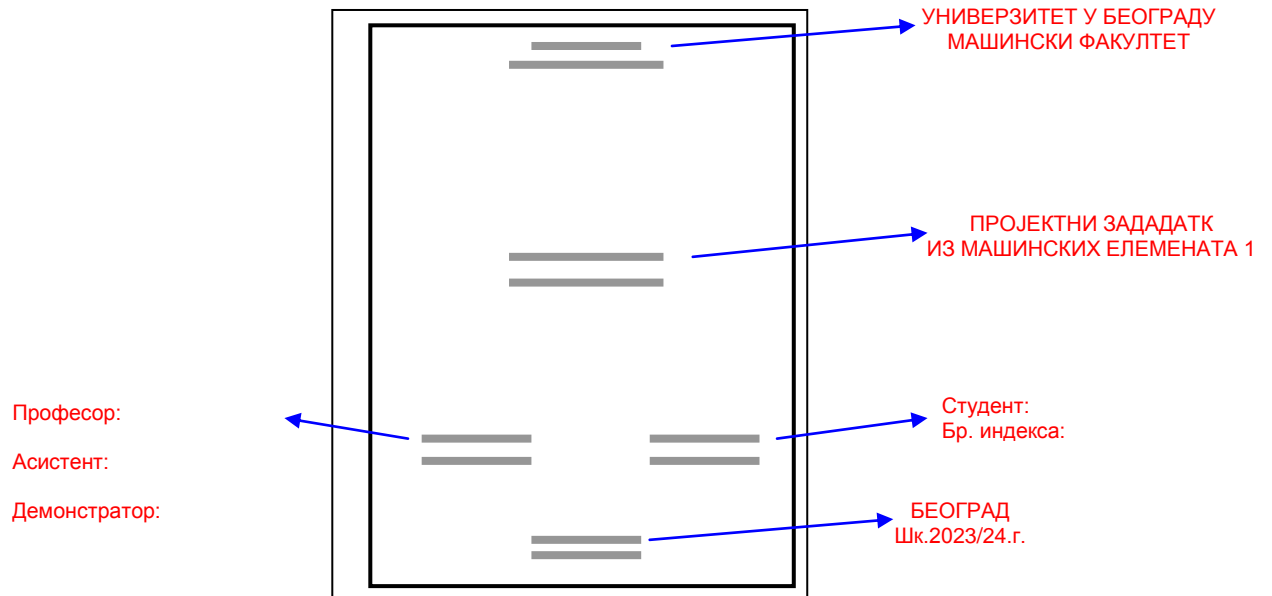 УНИВЕРЗИТЕТ У БЕОГРАДУ
МАШИНСКИ ФАКУЛТЕТ
ПРОЈЕКТНИ ЗАДАДАТК
ИЗ МАШИНСКИХ ЕЛЕМЕНАТА 1
Професор:
Асистент:
Демонстратор:
Студент:
Бр. индекса:
БЕОГРАД
Шк.2023/24.г.